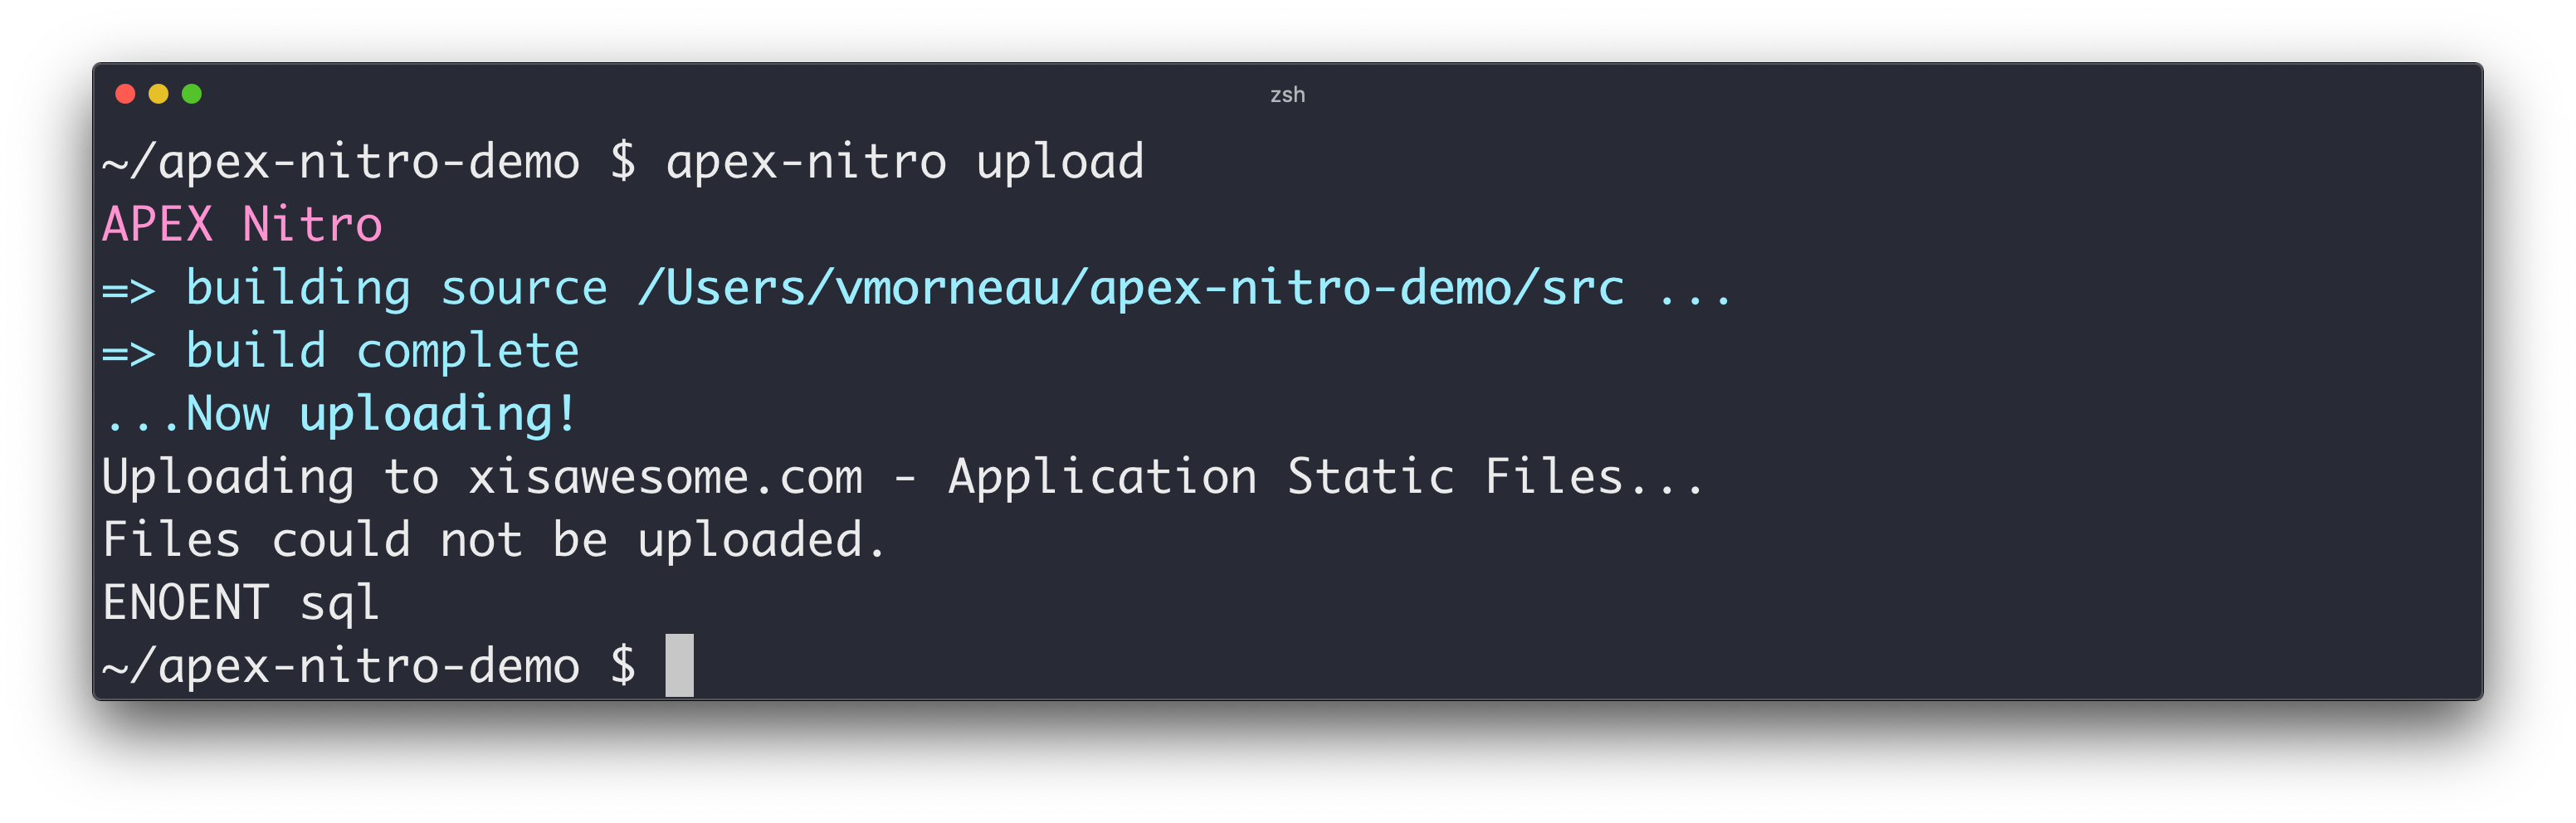 zsh
~/apex-nitro-demo $ apex-nitro upload
APEX Nitro
=> building source /Users/vmorneau/apex-nitro-demo/src ...
=> build complete
...Now uploading!
Uploading to xisawesome.com - Application Static Files...
Files could not be uploaded.
ENOENT sql
~/apex-nitro-demo $